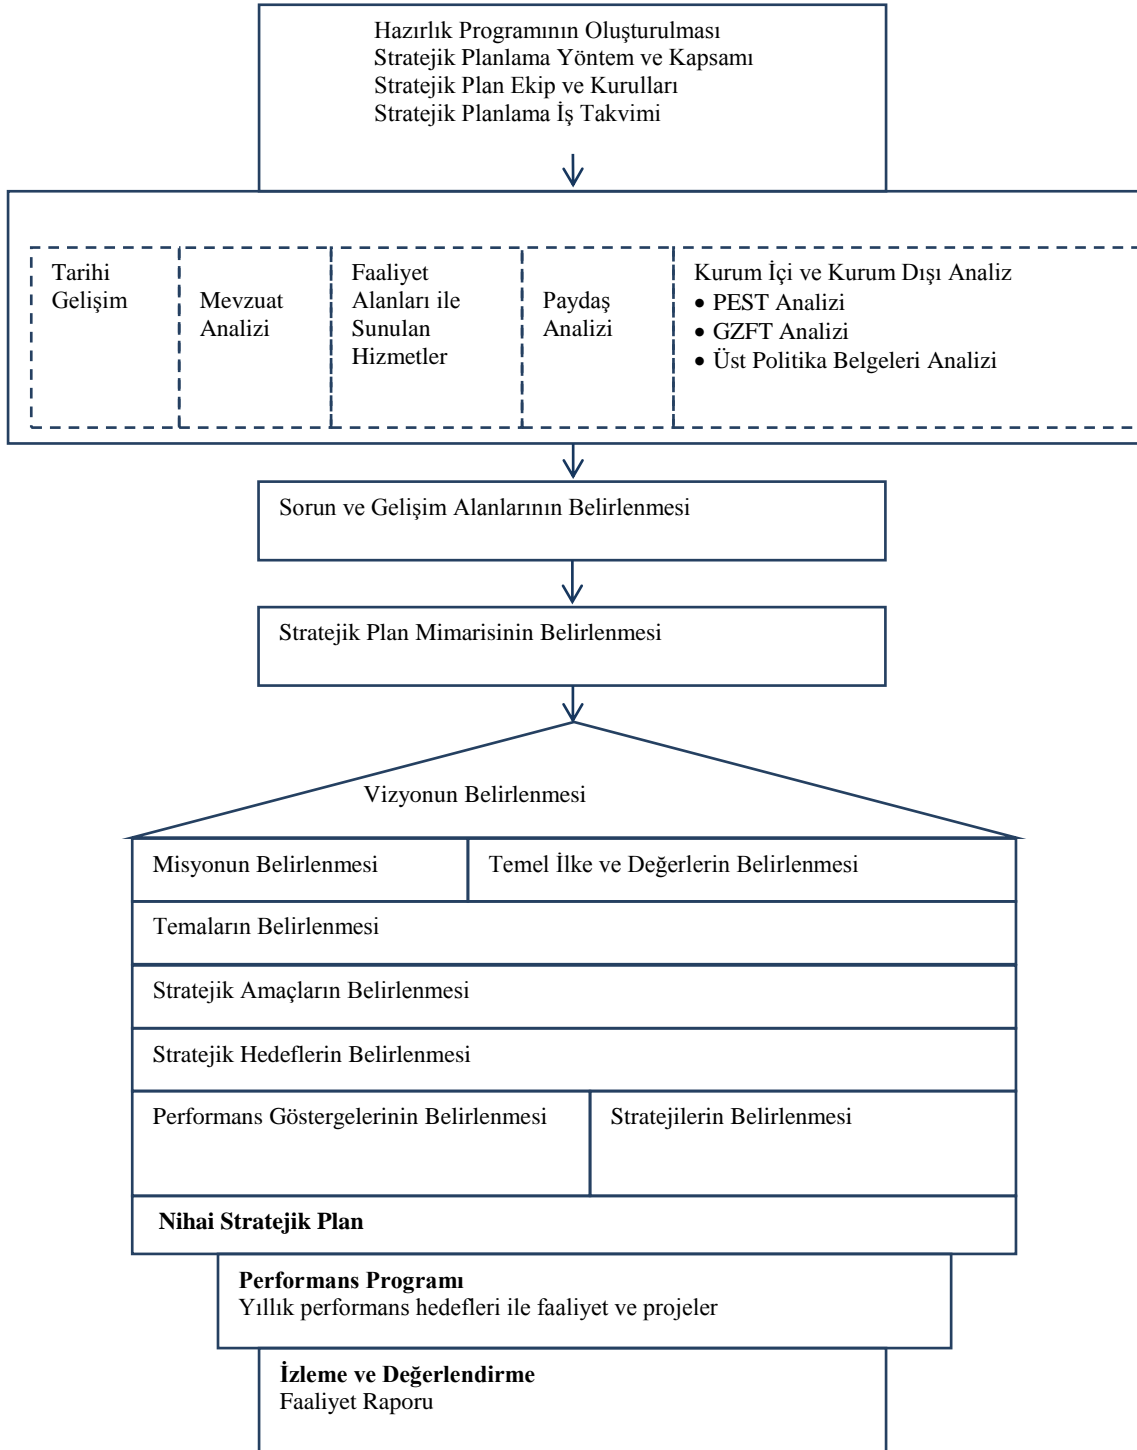 Hazırlık Programının Oluşturulması
Stratejik Planlama Yöntem ve Kapsamı
Stratejik Plan Ekip ve Kurulları
Stratejik Planlama İş Takvimi
Tarihi
Gelişim
Mevzuat
Analizi
Faaliyet
Alanları ile
Sunulan
Hizmetler
Paydaş
Analizi
Kurum İçi ve Kurum Dışı Analiz
• PEST Analizi
• GZFT Analizi
• Üst Politika Belgeleri Analizi
Sorun ve Gelişim Alanlarının Belirlenmesi
Stratejik Plan Mimarisinin Belirlenmesi
Vizyonun Belirlenmesi
Misyonun Belirlenmesi
Temel İlke ve Değerlerin Belirlenmesi
Temaların Belirlenmesi
Stratejik Amaçların Belirlenmesi
Stratejik Hedeflerin Belirlenmesi
Performans Göstergelerinin Belirlenmesi
Stratejilerin Belirlenmesi
Nihai Stratejik Plan
Performans Programı
Yıllık performans hedefleri ile faaliyet ve projeler
İzleme ve Değerlendirme
Faaliyet Raporu